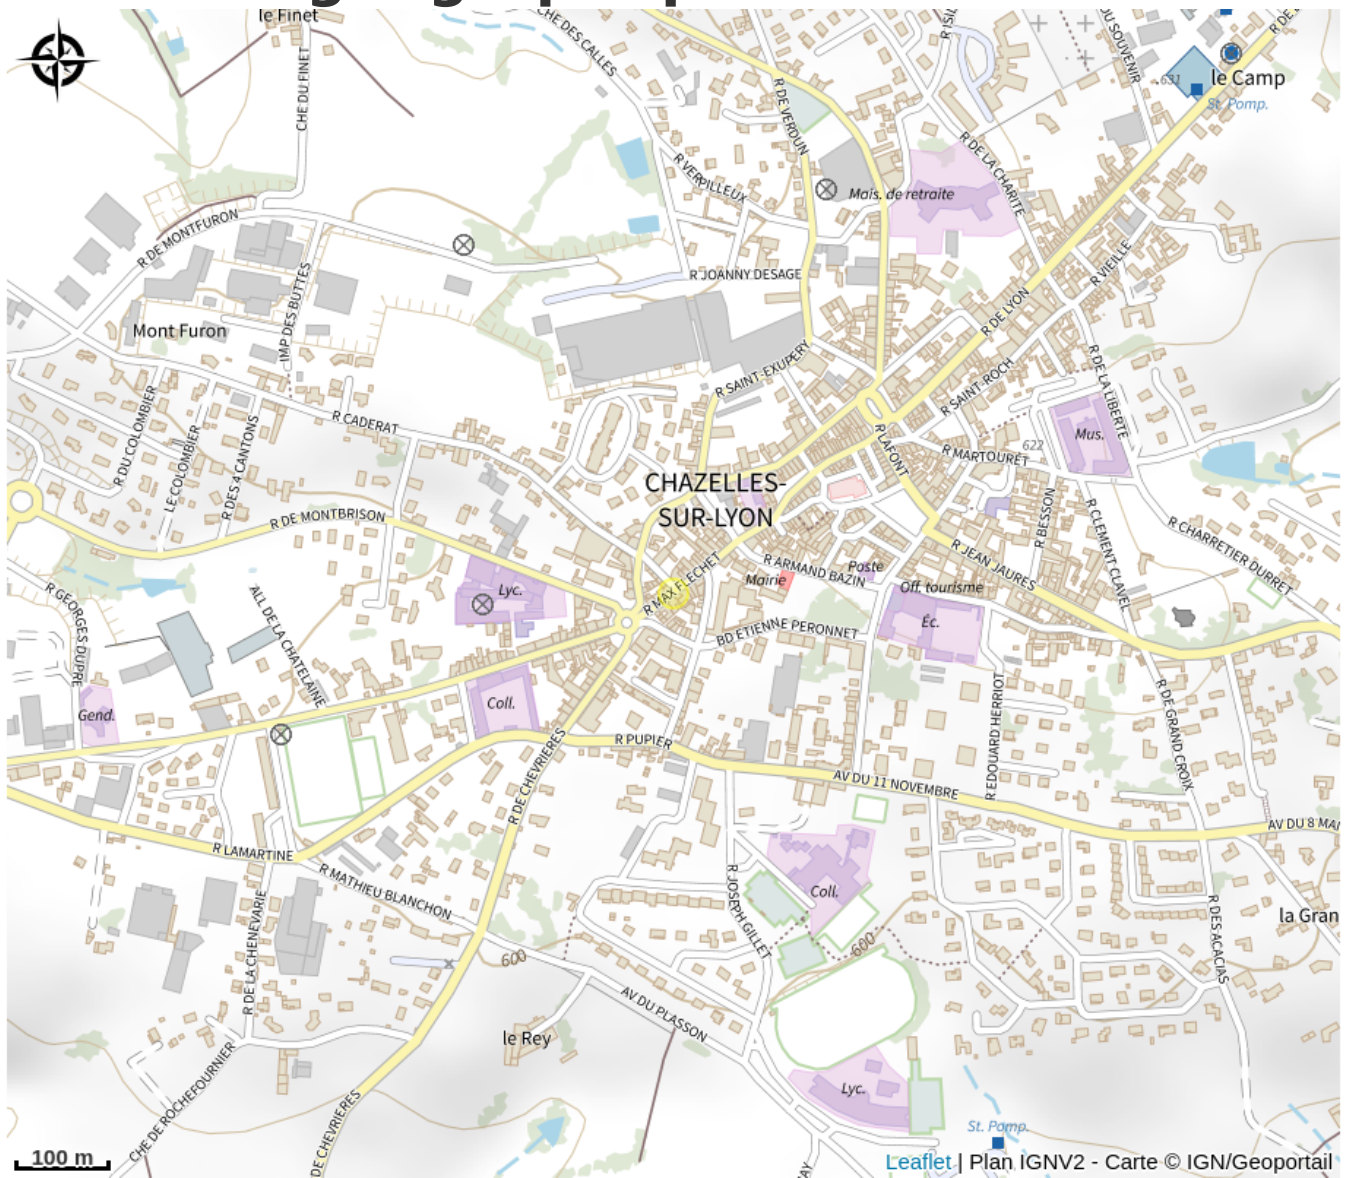 le Finet
CHE DES CALLES
DU SOUVENIR
CHE DU FINET
R DE VERDUN
631
le Camp
St. Pomp.
R VERPILLEUX
R DE LA CHARITE
Mais. de retraite
R DE MONTFURON
R JOANNY DESAGE
R VIEILLE
IMP DES BUTTES
Mont Furon
R DE LYON
R SAINT-EXUPERY
R SAINT-ROCH
R DE LA LIBERTE
R DU COLOMBIER
LE COLOMBIER
R DES 4 CANTONS
R CADERAT
R LAFONT
R MARTOURET
622
Mus.
CHAZELLES-
SUR-LYON
R DE MONTBRISON
R BESSON
R CLEMENT CLAVEL
R CHARRETIER DURRET
R JEAN JAURES
R MAX FLECHET
R ARMAND BAZIN
Poste
Mairie
Off. tourisme
Lyc.
Éc.
R GEORGES DUPRE
ALL DE LA CHATELAINE
BD ETIENNE PERONNET
Gend.
Coll.
R EDOUARD HERRIOT
R DE GRAND CROIX
R PUPIER
R DE CHEVRIERES
AV DU 11 NOVEMBRE
AV DU 8 MAI
R LAMARTINE
R MATHIEU BLANCHON
R JOSEPH GILLET
Coll.
R DE LA CHENEVARIE
R DES ACACIAS
la Gran
600
600
AV DU PLASSON
le Rey
CHE DE ROCHEFOURNIER
DE CHEVRIERES
Lyc.
St. Pomp.
100 m
Leaflet | Plan IGNV2 - Carte © IGN/Geoportail